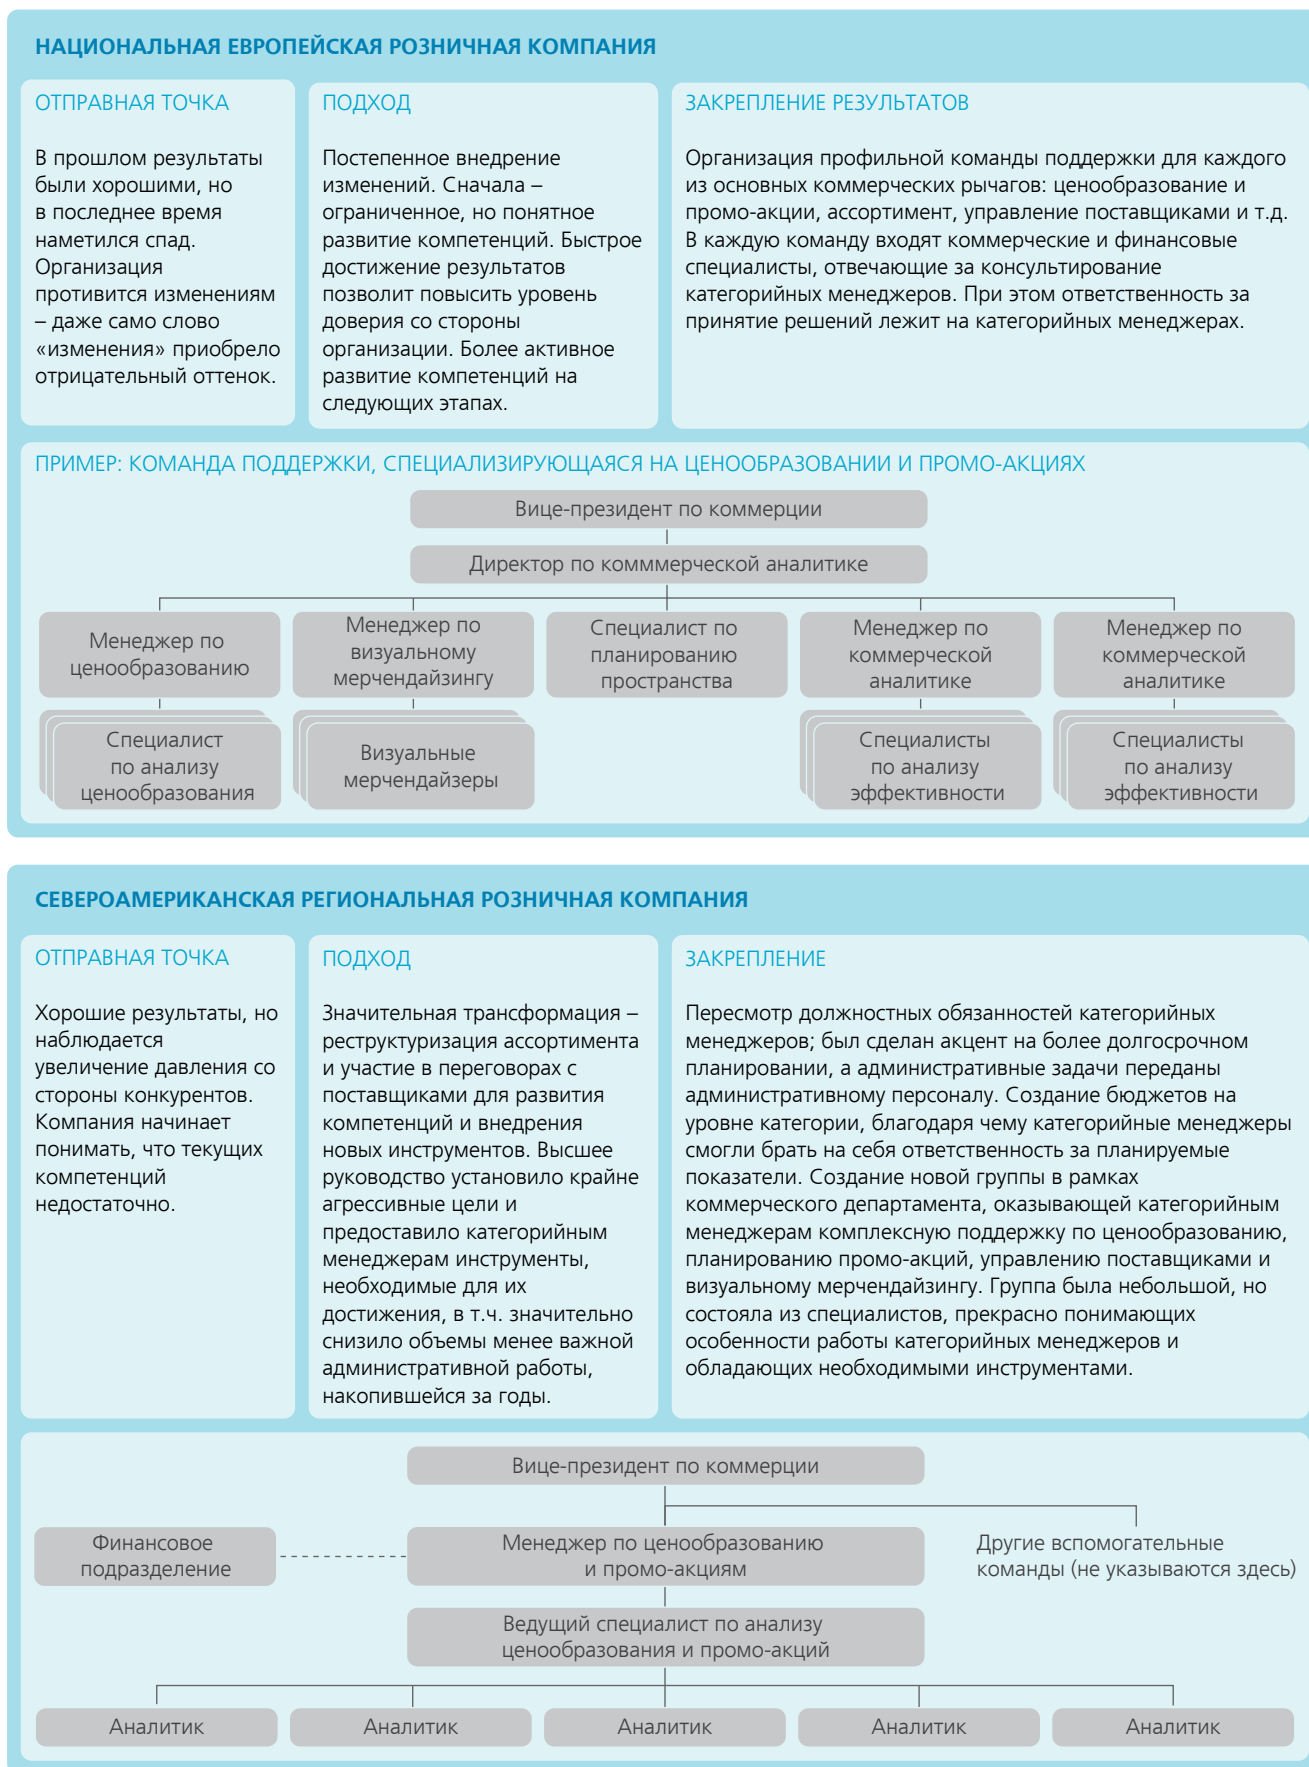 НАЦИОНАЛЬНАЯ ЕВРОПЕЙСКАЯ РОЗНИЧНАЯ КОМПАНИЯ
ОТПРАВНАЯ ТОЧКА
В прошлом результаты
были хорошими, но
в последнее время
наметился спад.
Организация
противится изменениям
– даже само слово
«изменения» приобрело
отрицательный оттенок.
ПОДХОД
Постепенное внедрение
изменений. Сначала –
ограниченное, но понятное
развитие компетенций. Быстрое
достижение результатов
позволит повысить уровень
доверия со стороны
организации. Более активное
развитие компетенций на
следующих этапах.
ЗАКРЕПЛЕНИЕ РЕЗУЛЬТАТОВ
Организация профильной команды поддержки для каждого
из основных коммерческих рычагов: ценообразование и
промо-акции, ассортимент, управление поставщиками и т.д.
В каждую команду входят коммерческие и финансовые
специалисты, отвечающие за консультирование
категорийных менеджеров. При этом ответственность за
принятие решений лежит на категорийных менеджерах.
ПРИМЕР: КОМАНДА ПОДДЕРЖКИ, СПЕЦИАЛИЗИРУЮЩАЯСЯ НА ЦЕНООБРАЗОВАНИИ И ПРОМО-АКЦИЯХ
Вице-президент по коммерции
Директор по комммерческой аналитике
Менеджер по
ценообразованию
Менеджер по
визуальному
мерчендайзингу
Специалист по
планированию
пространства
Менеджер по
коммерческой
аналитике
Менеджер по
коммерческой
аналитике
Специалист
по анализу
ценообразования
Визуальные
мерчендайзеры
Специалисты
по анализу
эффективности
Специалисты
по анализу
эффективности
СЕВЕРОАМЕРИКАНСКАЯ РЕГИОНАЛЬНАЯ РОЗНИЧНАЯ КОМПАНИЯ
ОТПРАВНАЯ ТОЧКА
Хорошие результаты, но
наблюдается
увеличение давления со
стороны конкурентов.
Компания начинает
понимать, что текущих
компетенций
недостаточно.
ПОДХОД
Значительная трансформация –
реструктуризация ассортимента
и участие в переговорах с
поставщиками для развития
компетенций и внедрения
новых инструментов. Высшее
руководство установило крайне
агрессивные цели и
предоставило категорийным
менеджерам инструменты,
необходимые для их
достижения, в т.ч. значительно
снизило объемы менее важной
административной работы,
накопившейся за годы.
ЗАКРЕПЛЕНИЕ
Пересмотр должностных обязанностей категорийных
менеджеров; был сделан акцент на более долгосрочном
планировании, а административные задачи переданы
административному персоналу. Создание бюджетов на
уровне категории, благодаря чему категорийные менеджеры
смогли брать на себя ответственность за планируемые
показатели. Создание новой группы в рамках
коммерческого департамента, оказывающей категорийным
менеджерам комплексную поддержку по ценообразованию,
планированию промо-акций, управлению поставщиками и
визуальному мерчендайзингу. Группа была небольшой, но
состояла из специалистов, прекрасно понимающих
особенности работы категорийных менеджеров и
обладающих необходимыми инструментами.
Вице-президент по коммерции
Финансовое
подразделение
Менеджер по ценообразованию
и промо-акциям
Другие вспомогательные
команды (не указываются здесь)
Ведущий специалист по анализу
ценообразования и промо-акций
Аналитик
Аналитик
Аналитик
Аналитик
Аналитик